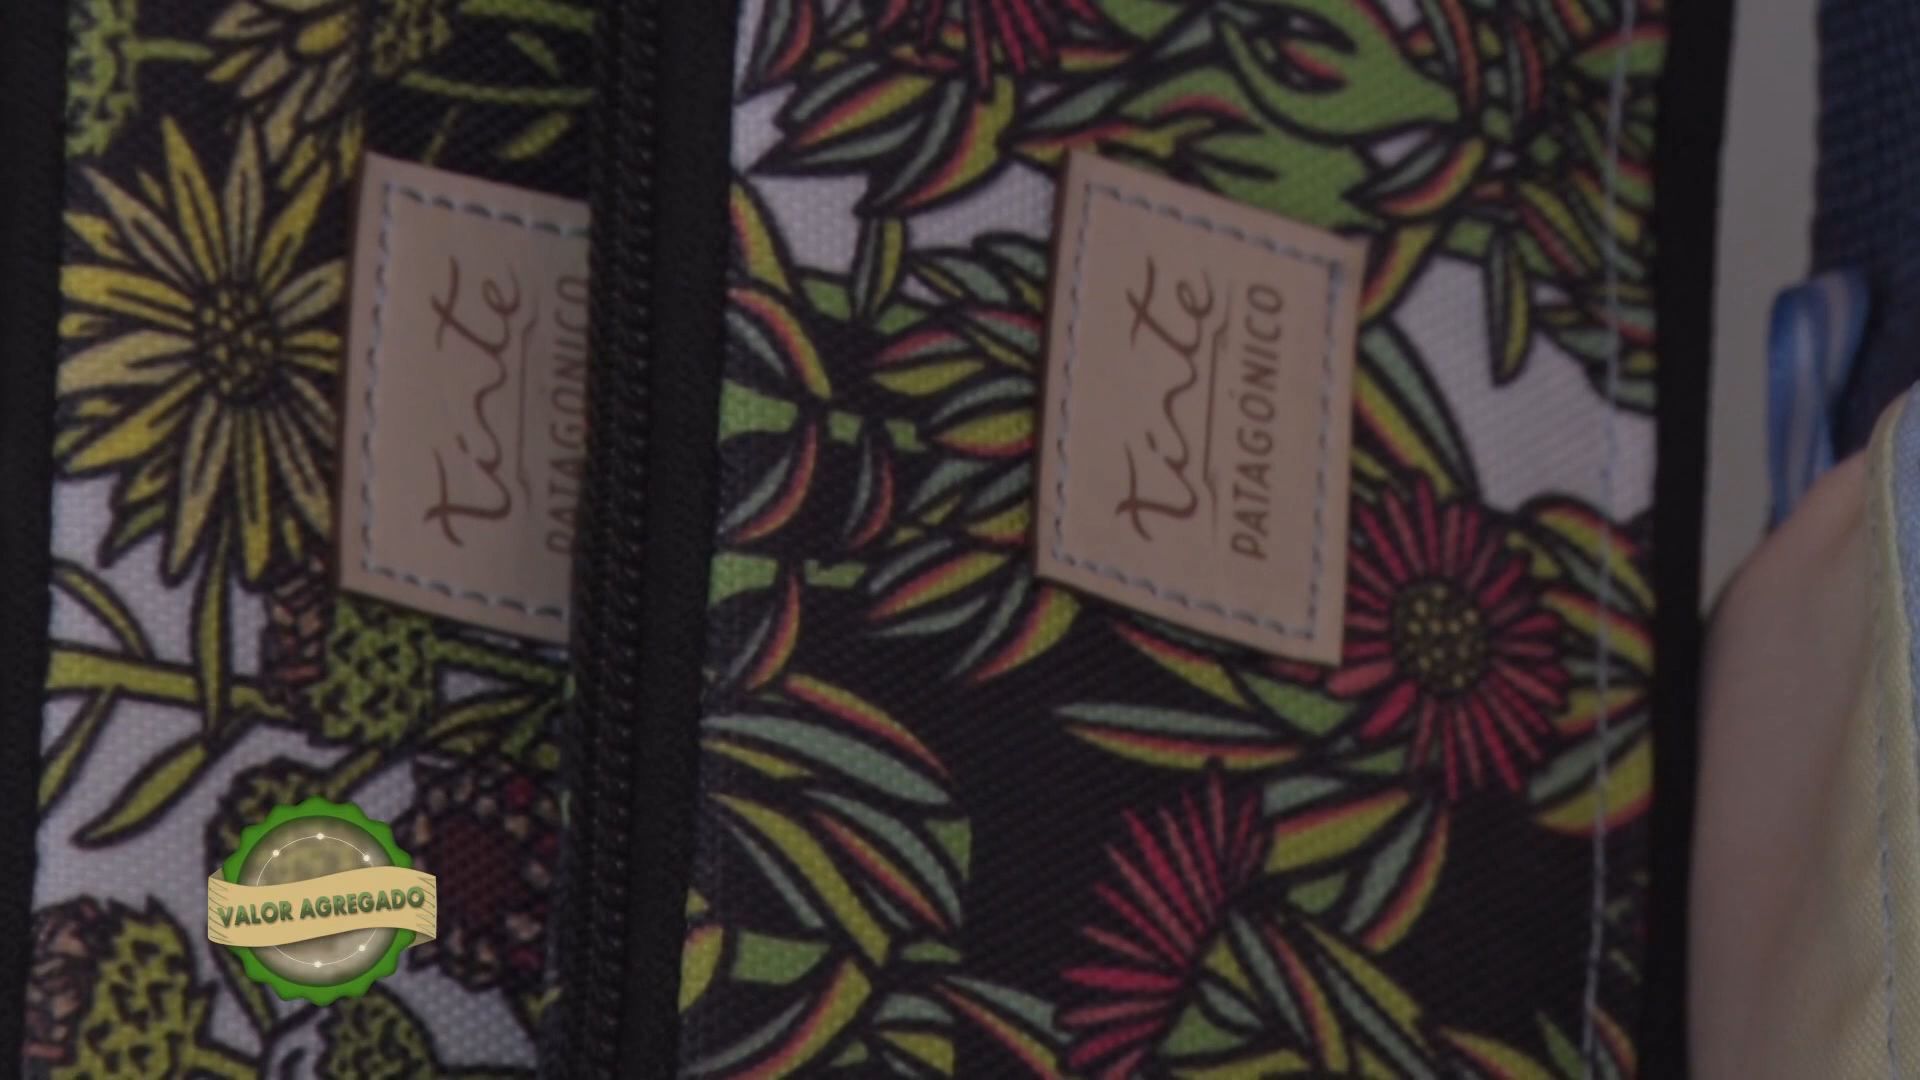 tinte
PATAGÓNICO
tinte
PATAGÓNICO
VALOR AGREGADO